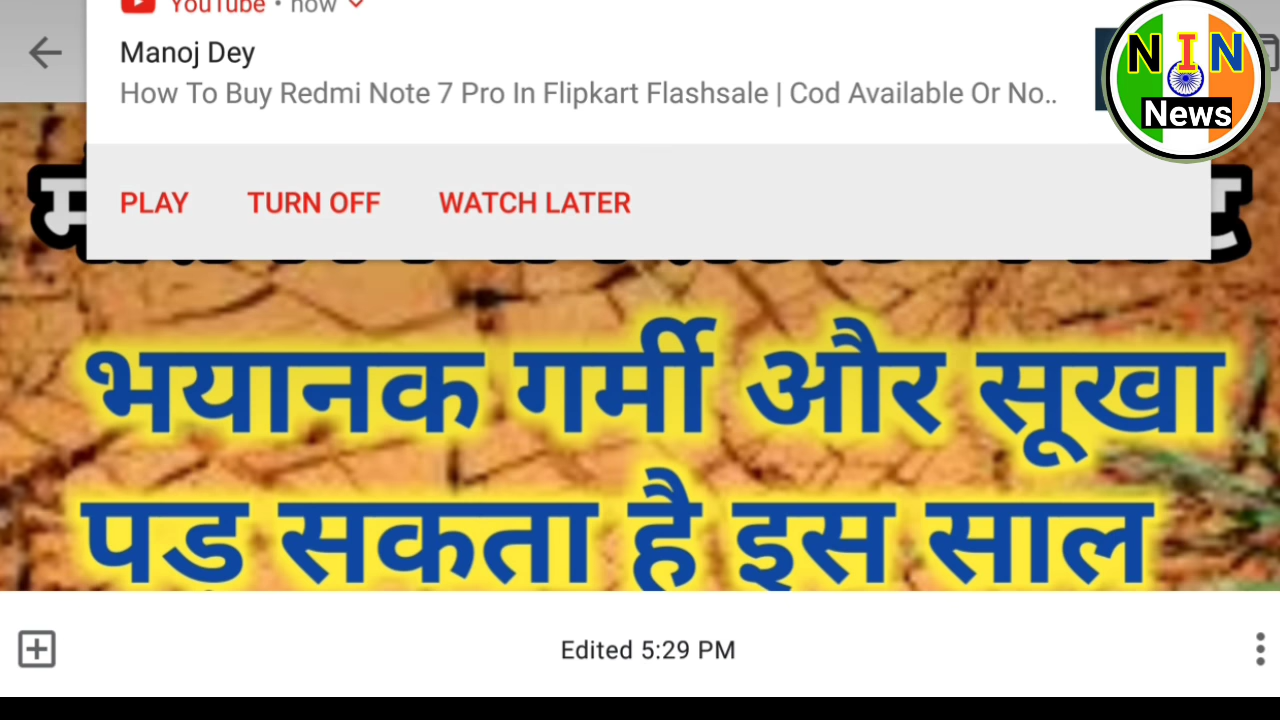 YouTube • now
Manoj Dey
How To Buy Redmi Note 7 Pro In Flipkart Flashsale | Cod Available Or No..
NIN
News
PLAY TURN OFF WATCH LATER
भयानक गर्मी और सूखा
पड़ सकता है इस साल
Edited 5:29 PM